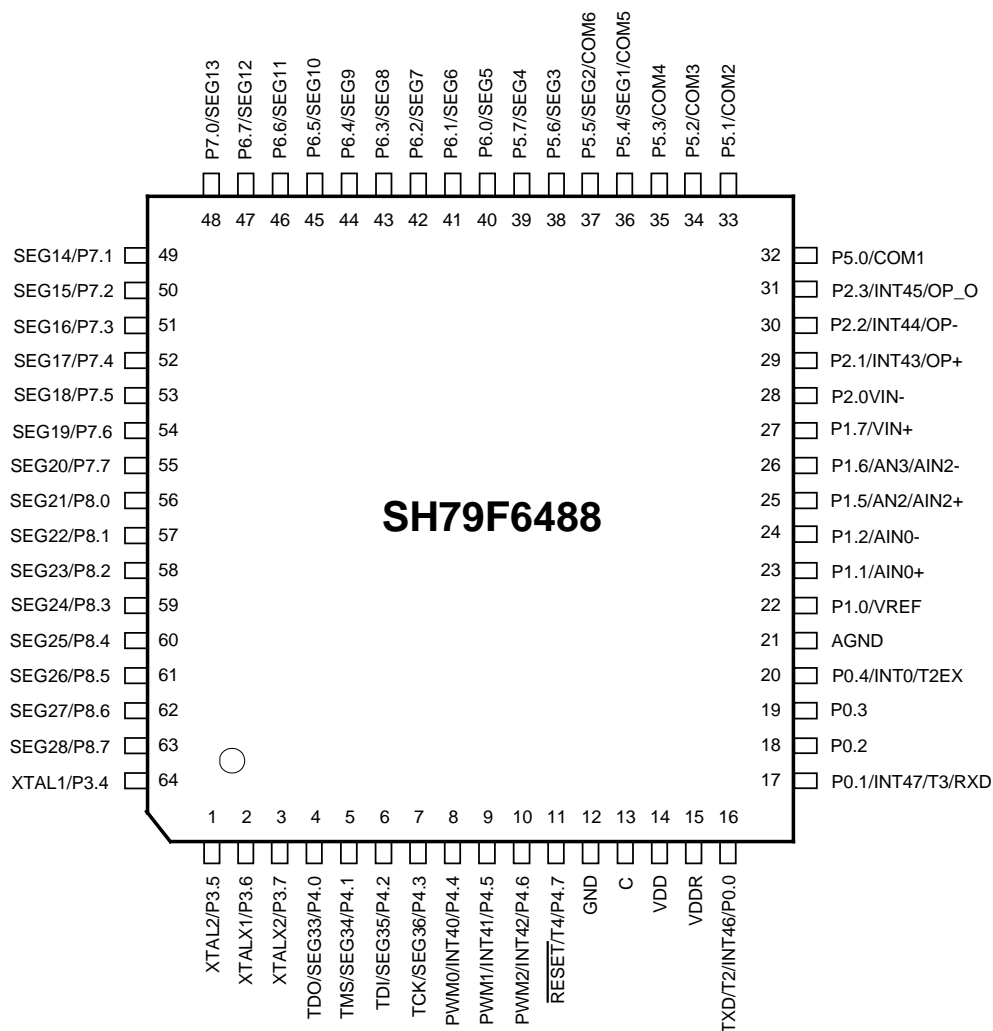 P7.0/SEG13
P6.7/SEG12
P6.6/SEG11
P6.5/SEG10
P6.4/SEG9
P6.3/SEG8
P6.2/SEG7
P6.1/SEG6
P6.0/SEG5
P5.7/SEG4
P5.6/SEG3
P5.5/SEG2/COM6
P5.4/SEG1/COM5
P5.3/COM4
P5.2/COM3
P5.1/COM2
48 47 46 45 44 43 42 41 40 39 38 37 36 35 34 33
SEG14/P7.1 49
SEG15/P7.2 50
SEG16/P7.3 51
SEG17/P7.4 52
SEG18/P7.5 53
SEG19/P7.6 54
SEG20/P7.7 55
SEG21/P8.0 56
SEG22/P8.1 57
SEG23/P8.2 58
SEG24/P8.3 59
SEG25/P8.4 60
SEG26/P8.5 61
SEG27/P8.6 62
SEG28/P8.7 63
XTAL1/P3.4 64
SH79F6488
32 P5.0/COM1
31 P2.3/INT45/OP_O
30 P2.2/INT44/OP-
29 P2.1/INT43/OP+
28 P2.0VIN-
27 P1.7/VIN+
26 P1.6/AN3/AIN2-
25 P1.5/AN2/AIN2+
24 P1.2/AIN0-
23 P1.1/AIN0+
22 P1.0/VREF
21 AGND
20 P0.4/INT0/T2EX
19 P0.3
18 P0.2
17 P0.1/INT47/T3/RXD
1 2 3 4 5 6 7 8 9 10 11 12 13 14 15 16
XTAL2/P3.5
XTALX1/P3.6
XTALX2/P3.7
TDO/SEG33/P4.0
TMS/SEG34/P4.1
TDI/SEG35/P4.2
TCK/SEG36/P4.3
PWM0/INT40/P4.4
PWM1/INT41/P4.5
PWM2/INT42/P4.6
RESET/T4/P4.7
GND
C
VDD
VDDR
TXD/T2/INT46/P0.0